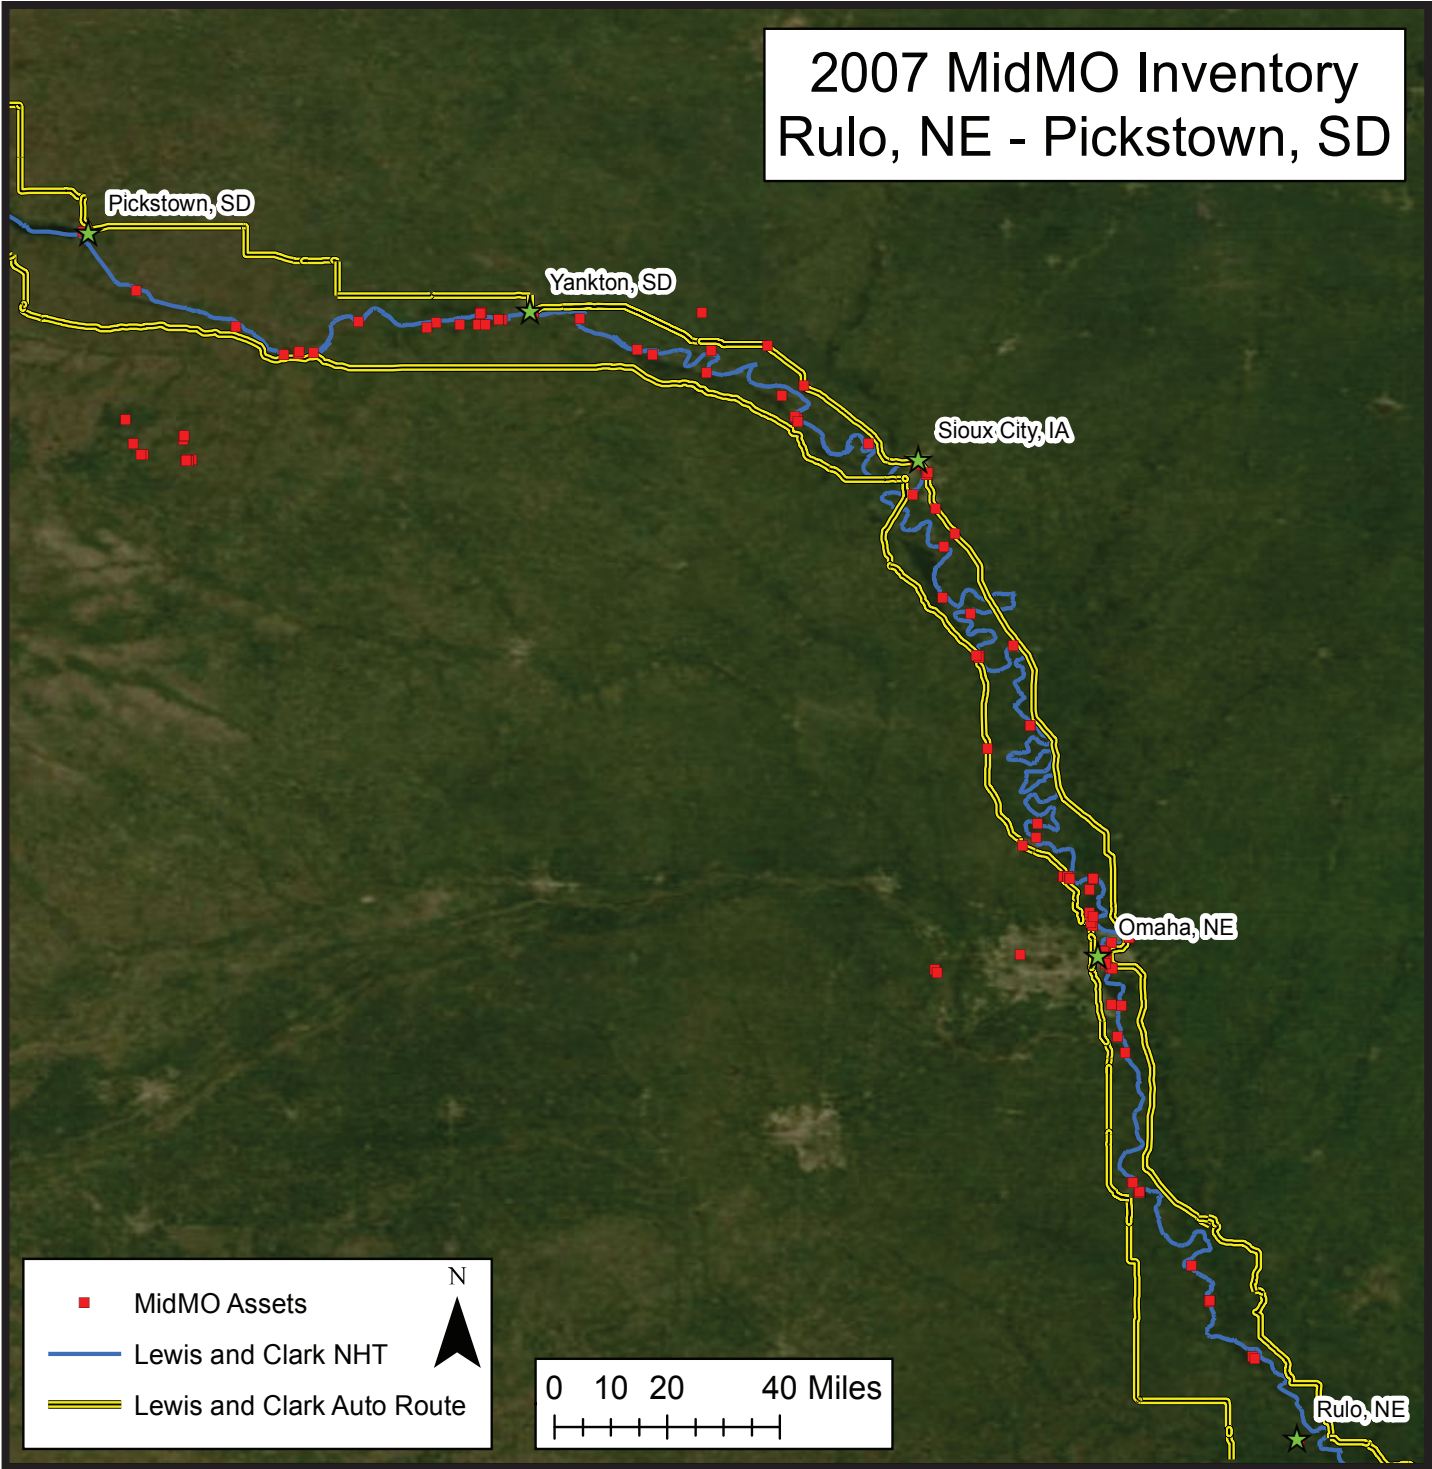 2007 MidMO Inventory
Rulo, NE - Pickstown, SD
Pickstown, SD
Yankton, SD
Sioux City, IA
Omaha, NE
Rulo, NE
N
MidMO Assets
Lewis and Clark NHT
Lewis and Clark Auto Route
0 10 20 40 Miles